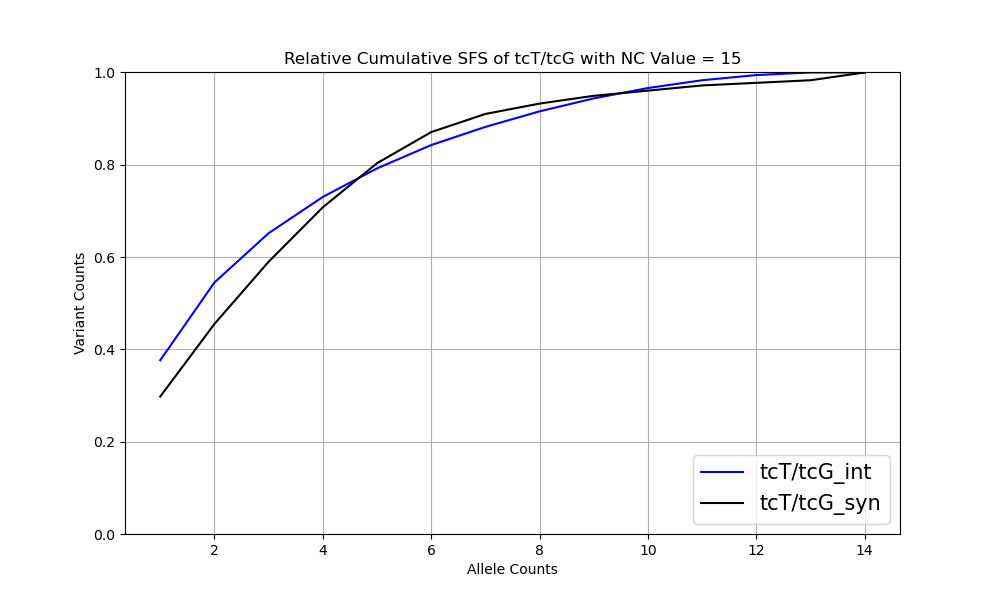 Relative Cumulative SFS of tcT/tcG with NC Value = 15
1.0
0.8
0.6
0.4
0.2
0.0
Variant Counts
2 4 6 8 10 12 14
Allele Counts
tcT/tcG_int
tcT/tcG_syn